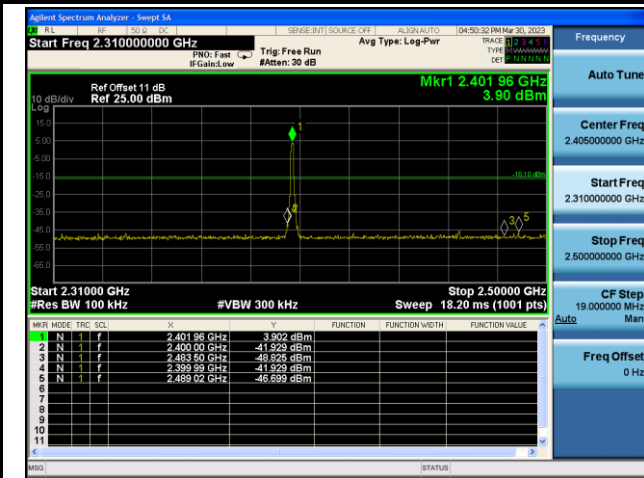 Agilent Spectrum Analyzer - Swept SA
RL RF 50 Ω DC SENSE:INT SOURCE OFF ALIGN AUTO 04:50:32 PM Mar 30, 2023
Start Freq 2.310000000 GHz
PNO: Fast
IFGain:Low
Trig: Free Run
#Atten: 30 dB
Avg Type: Log-Pwr
TRACE 1 2 3 4 5 6
TYPE M
DET P N N N N N
Ref Offset 11 dB
Ref 25.00 dBm
Mkr1 2.401 96 GHz
3.90 dBm
10 dB/div
Log
15.0
5.00
-5.00
-15.0
-25.0
-35.0
-45.0
-55.0
-65.0
-16.10 dBm
1
3
5
Start 2.31000 GHz
Stop 2.50000 GHz
#Res BW 100 kHz
#VBW 300 kHz
Sweep 18.20 ms (1001 pts)
MKR MODE TRC SCL X Y FUNCTION FUNCTION WIDTH FUNCTION VALUE
1 N 1 f 2.401 96 GHz 3.902 dBm
2 N 1 f 2.400 00 GHz -41.929 dBm
3 N 1 f 2.483 50 GHz -48.825 dBm
4 N 1 f 2.399 99 GHz -41.929 dBm
5 N 1 f 2.489 02 GHz -46.699 dBm
6
7
8
9
10
11
MSG
STATUS
Frequency
Auto Tune
Center Freq
2.405000000 GHz
Start Freq
2.310000000 GHz
Stop Freq
2.500000000 GHz
CF Step
19.000000 MHz
Auto Man
Freq Offset
0 Hz